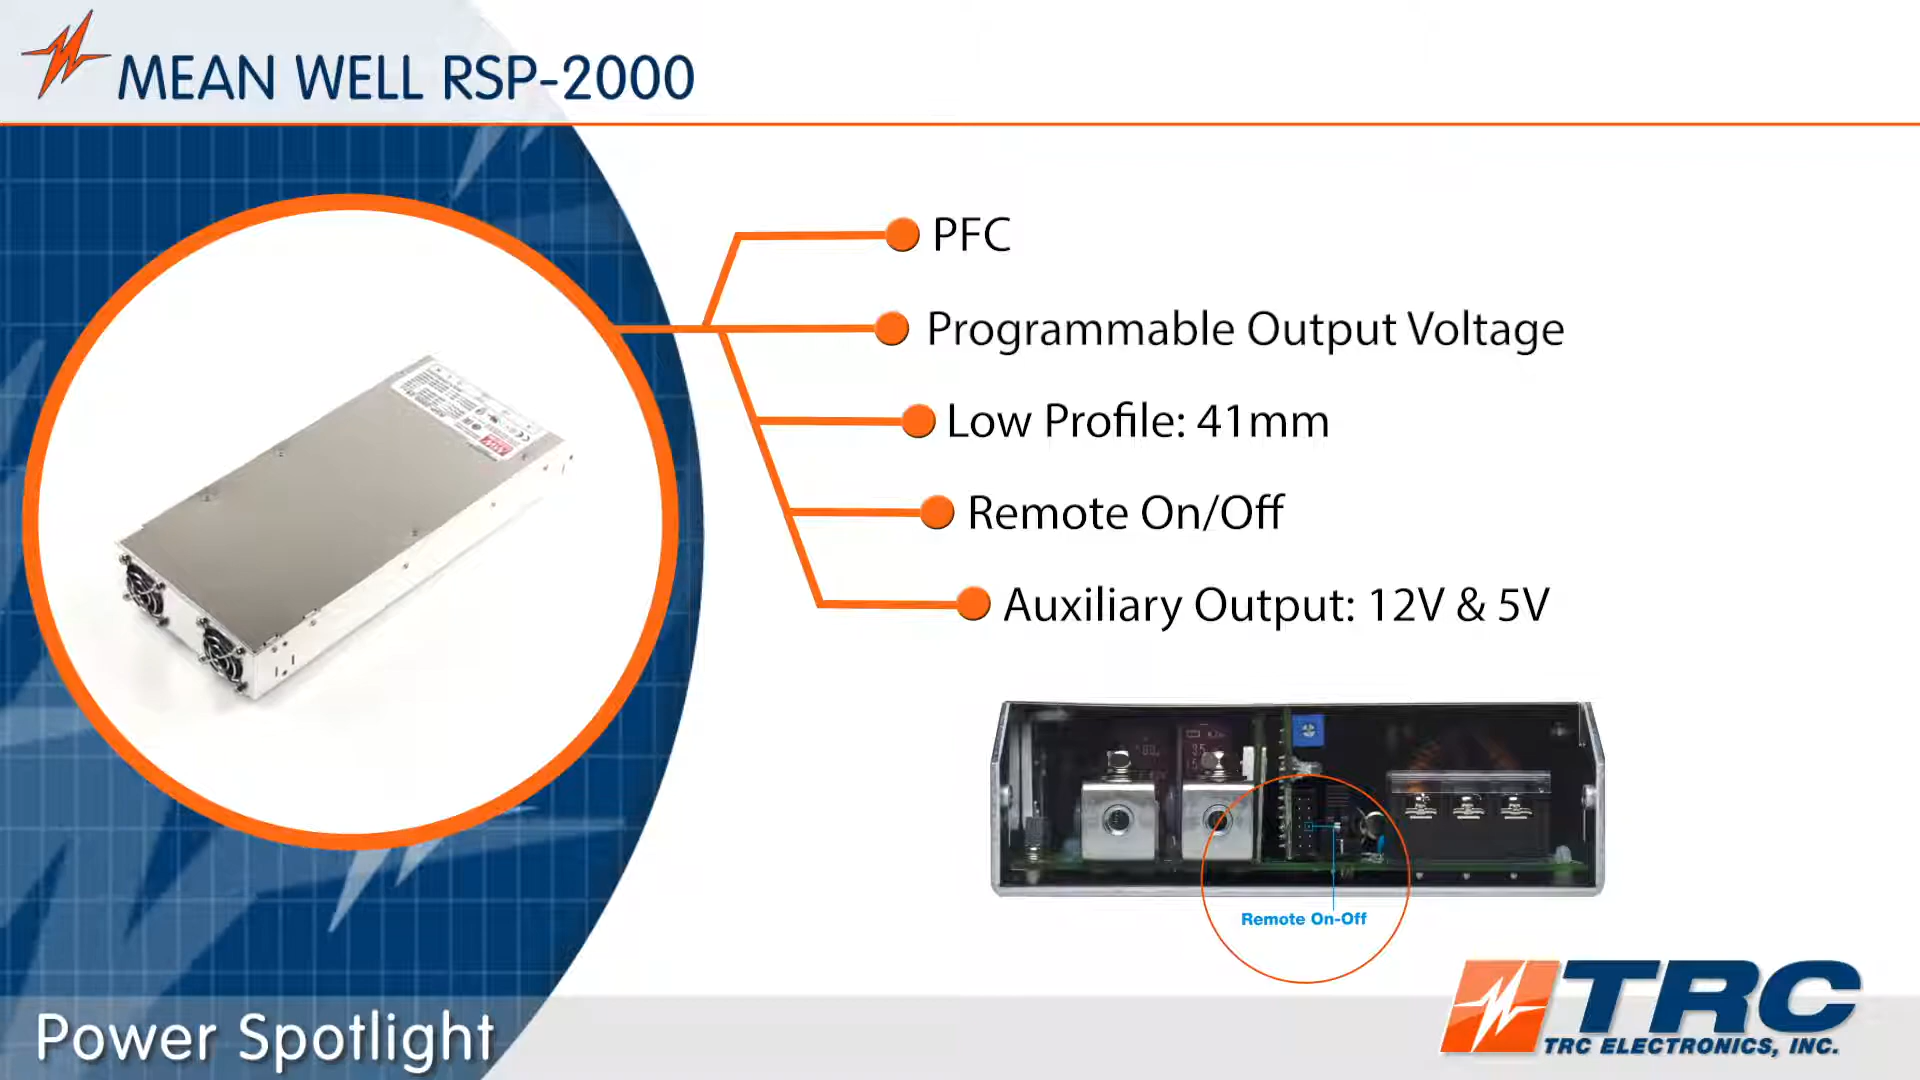 MEAN WELL RSP-2000
PFC
Programmable Output Voltage
Low Profile: 41mm
Remote On/Off
Auxiliary Output: 12V & 5V
Remote On-Off
Power Spotlight
TRC
TRC ELECTRONICS, INC.